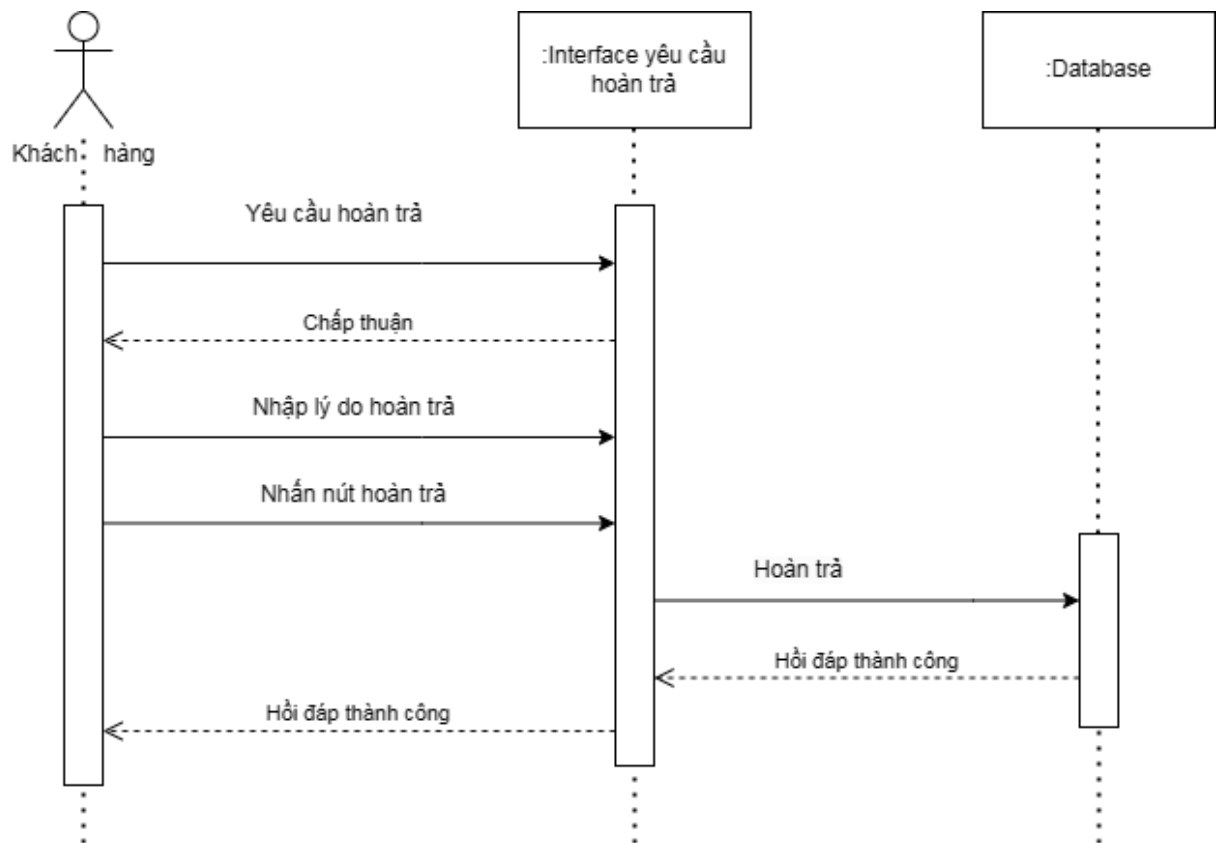 :Interface yêu cầu
hoàn trả
:Database
Khách hàng
Yêu cầu hoàn trả
Chấp thuận
Nhập lý do hoàn trả
Nhấn nút hoàn trả
Hoàn trả
Hồi đáp thành công
Hồi đáp thành công